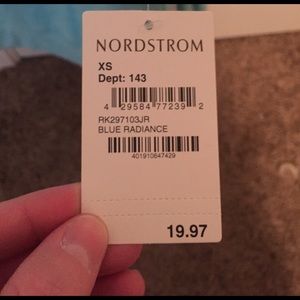 NORDSTROM
XS
Dept: 143
4 29584 77239 2
RK297103JR
BLUE RADIANCE
401910647429
19.97